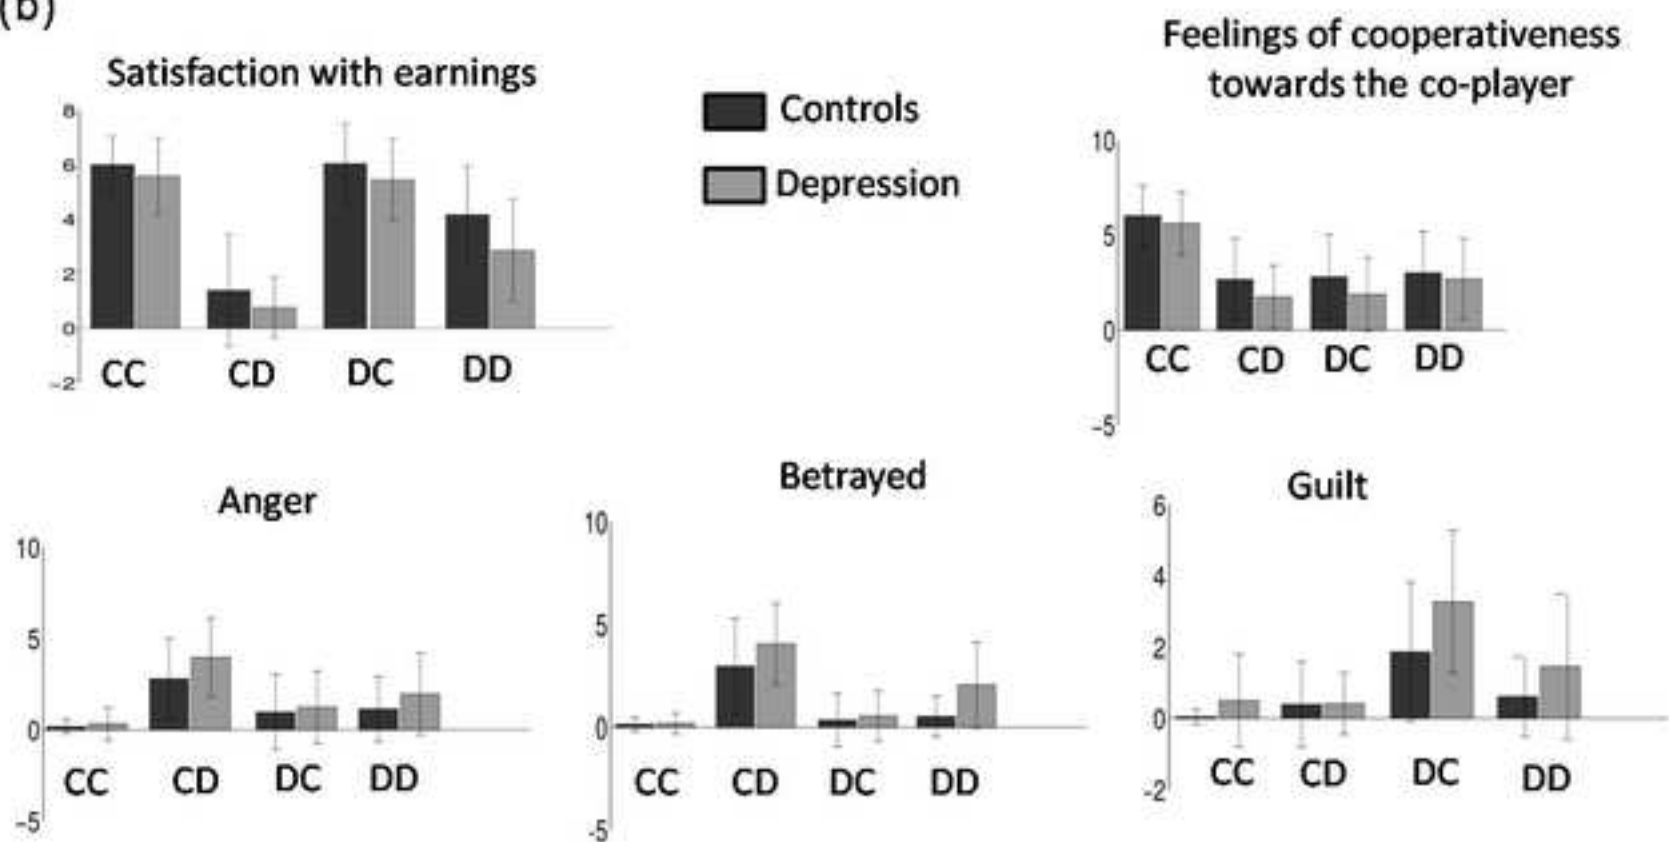 (b)
Satisfaction with earnings
8
6
4
2
0
-2
CC CD DC DD
Controls
Depression
Feelings of cooperativeness
towards the co-player
10
5
0
-5
CC CD DC DD
Anger
10
5
0
-5
CC CD DC DD
Betrayed
10
5
0
-5
CC CD DC DD
Guilt
6
4
2
0
-2
CC CD DC DD